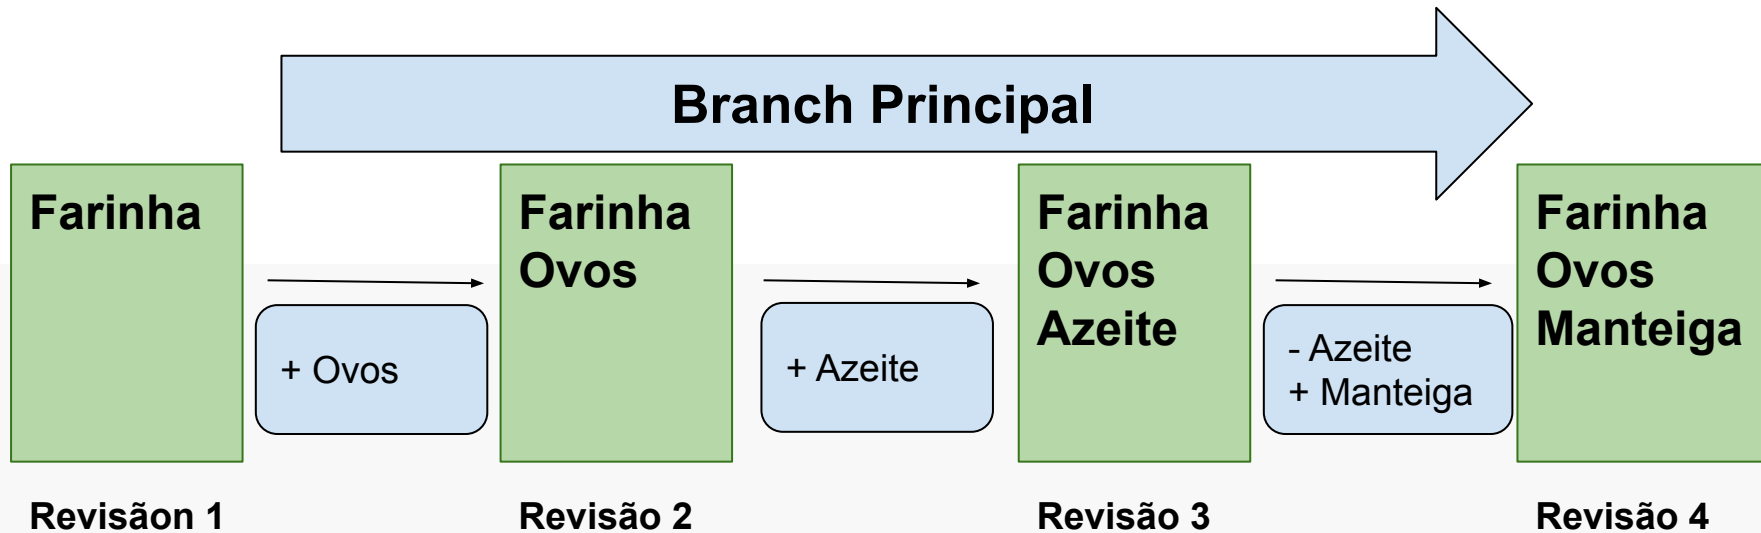 Branch Principal
Farinha
Farinha
Ovos
Farinha
Ovos
Azeite
Farinha
Ovos
Manteiga
+ Ovos
+ Azeite
- Azeite
+ Manteiga
Revisãon 1
Revisão 2
Revisão 3
Revisão 4